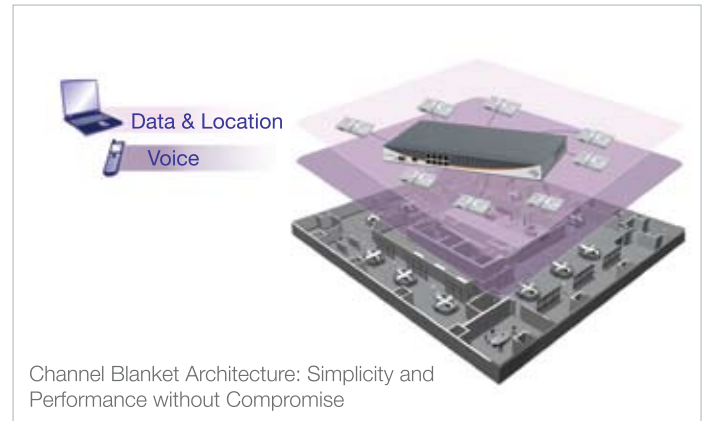 Data & Location
Voice
Channel Blanket Architecture: Simplicity and
Performance without Compromise